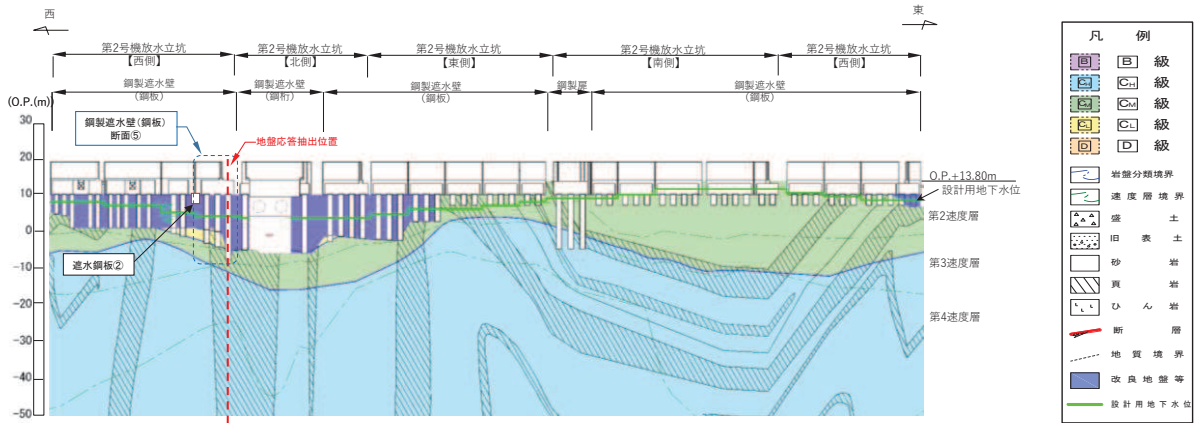 西
東
第2号機放水立坑
【西側】
第2号機放水立坑
【北側】
第2号機放水立坑
【東側】
第2号機放水立坑
【南側】
第2号機放水立坑
【西側】
鋼製遮水壁
(鋼板)
鋼製遮水壁
(鋼桁)
鋼製遮水壁
(鋼板)
鋼製扉
鋼製遮水壁
(鋼板)
(O.P.(m))
30
20
10
0
-10
-20
-30
-40
-50
鋼製遮水壁(鋼板)
断面⑤
地盤応答抽出位置
遮水鋼板②
O.P.+13.80m
設計用地下水位
第2速度層
第3速度層
第4速度層
凡 例
B B 級
CH CH 級
CM CM 級
CL CL 級
D D 級
岩盤分類境界
速度層境界
盛土
旧表土
砂岩
頁岩
ひん岩
断層
地質境界
改良地盤等
設計用地下水位